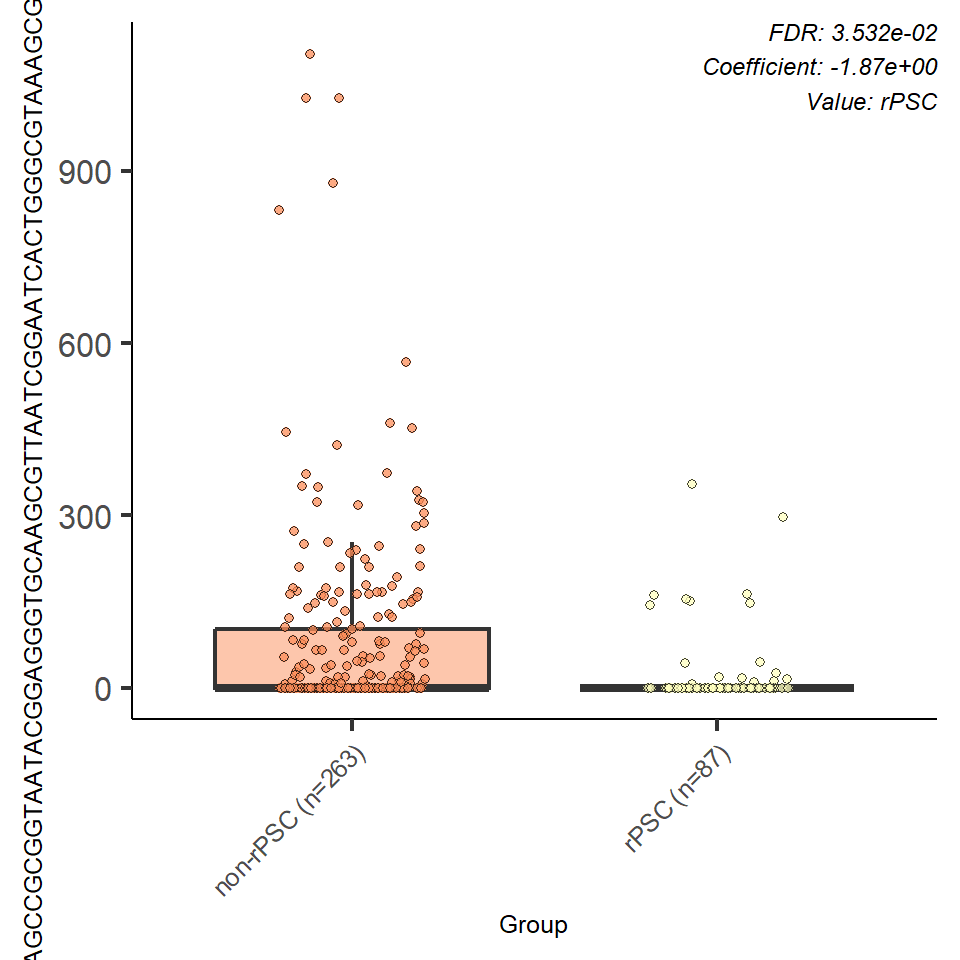 FDR: 3.532e-02
Coefficient: -1.87e+00
Value: rPSC
AGCCGCGGTAATACGGAGGGTGCAAGCGTTAATCGGAATCACTGGGCGTAAAGCG
900
600
300
0
non-rPSC (n=263)
rPSC (n=87)
Group